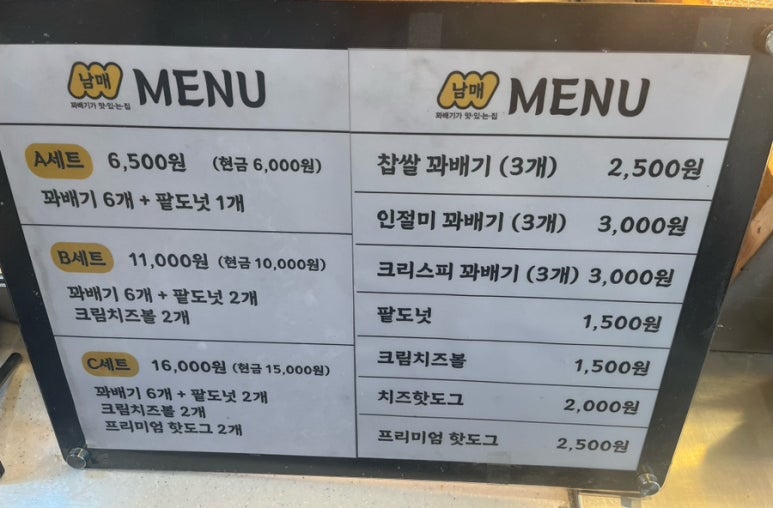 남매 MENU
꽈배기가 맛·있·는·집
A세트 6,500원 (현금 6,000원)
꽈배기 6개 + 팥도넛 1개
B세트 11,000원 (현금 10,000원)
꽈배기 6개 + 팥도넛 2개
크림치즈볼 2개
C세트 16,000원 (현금 15,000원)
꽈배기 6개 + 팥도넛 2개
크림치즈볼 2개
프리미엄 핫도그 2개
남매 MENU
꽈배기가 맛·있·는·집
찹쌀 꽈배기 (3개) 2,500원
인절미 꽈배기 (3개) 3,000원
크리스피 꽈배기 (3개) 3,000원
팥도넛 1,500원
크림치즈볼 1,500원
치즈핫도그 2,000원
프리미엄 핫도그 2,500원